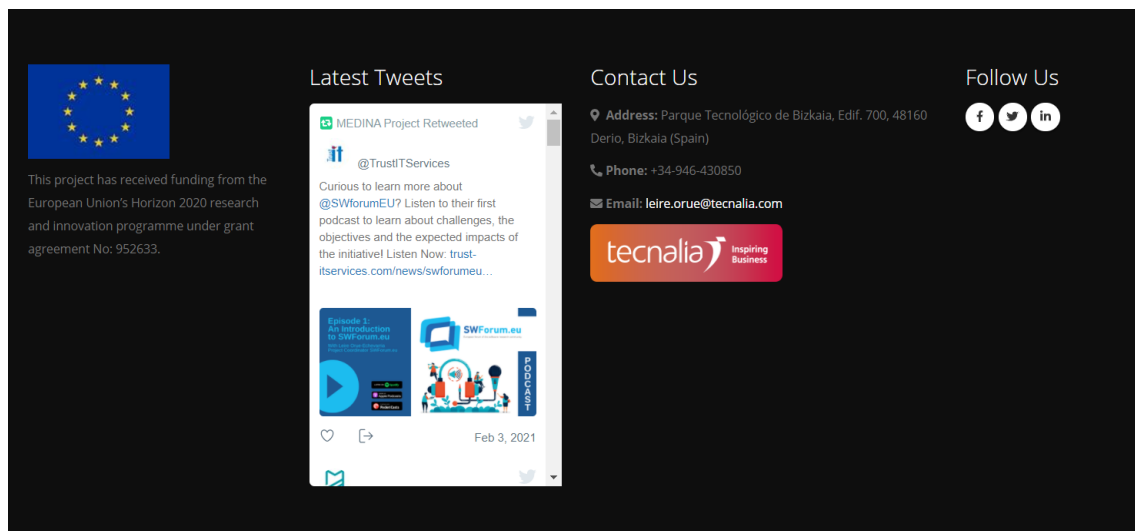 This project has received funding from the
European Union's Horizon 2020 research
and innovation programme under grant
agreement No: 952633.
Latest Tweets
MEDINA Project Retweeted
it
@TrustITServices
Curious to learn more about
@SWforumEU? Listen to their first
podcast to learn about challenges, the
objectives and the expected impacts of
the initiative! Listen Now: trust-
itservices.com/news/swforumeu…
Episode 1:
An Introduction
to SWForum.eu
SWForum.eu
PODCAST
Feb 3, 2021
Contact Us
Address: Parque Tecnológico de Bizkaia, Edif. 700, 48160
Derio, Bizkaia (Spain)
Phone: +34-946-430850
Email: leire.orue@tecnalia.com
tecnalia Inspiring
Business
Follow Us